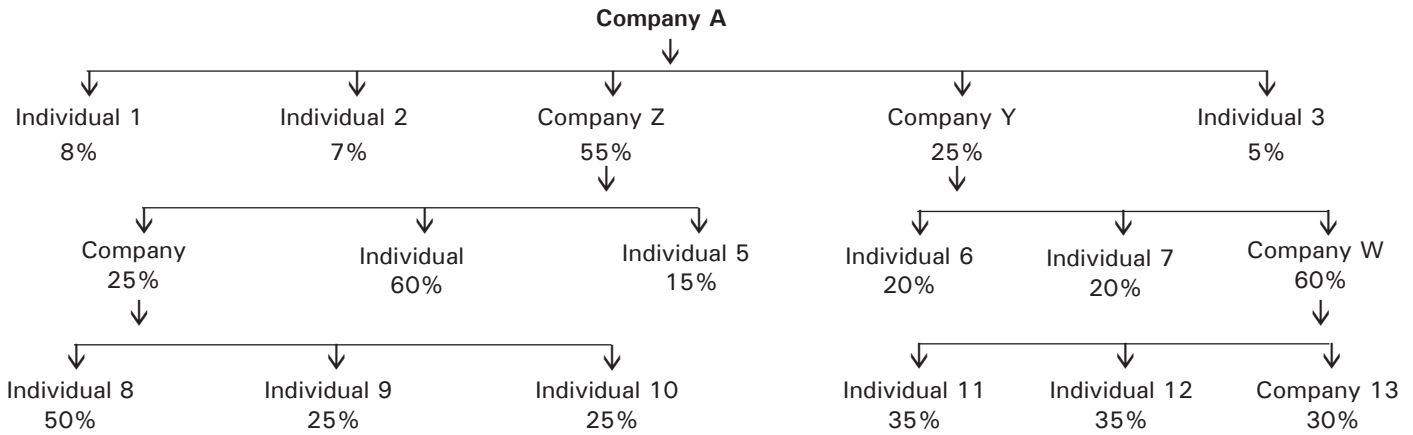 Company A
Individual 1 Individual 2 Company Z Company Y Individual 3
8% 7% 55% 25% 5%
Company Individual Individual 5 Individual 6 Individual 7 Company W
25% 60% 15% 20% 20% 60%
Individual 8 Individual 9 Individual 10 Individual 11 Individual 12 Company 13
50% 25% 25% 35% 35% 30%